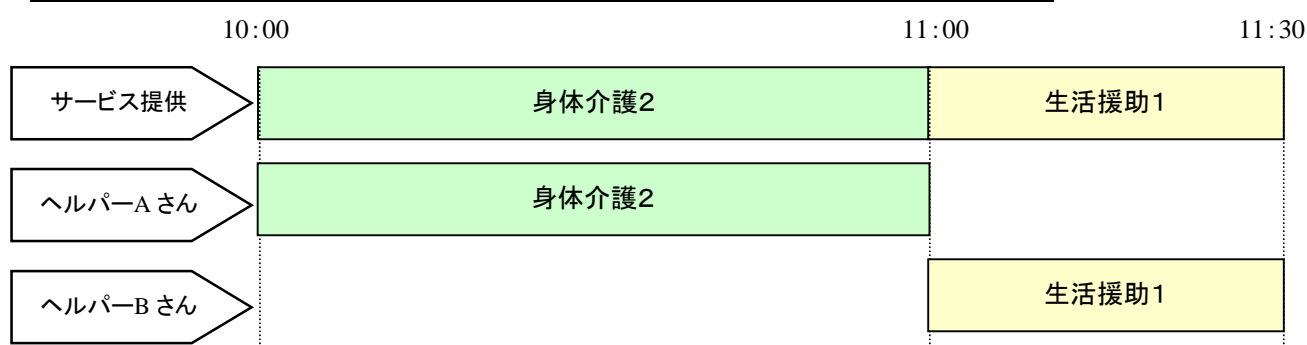 10:00 11:00 11:30
サービス提供 身体介護2 生活援助1
ヘルパーAさん 身体介護2
ヘルパーBさん 生活援助1